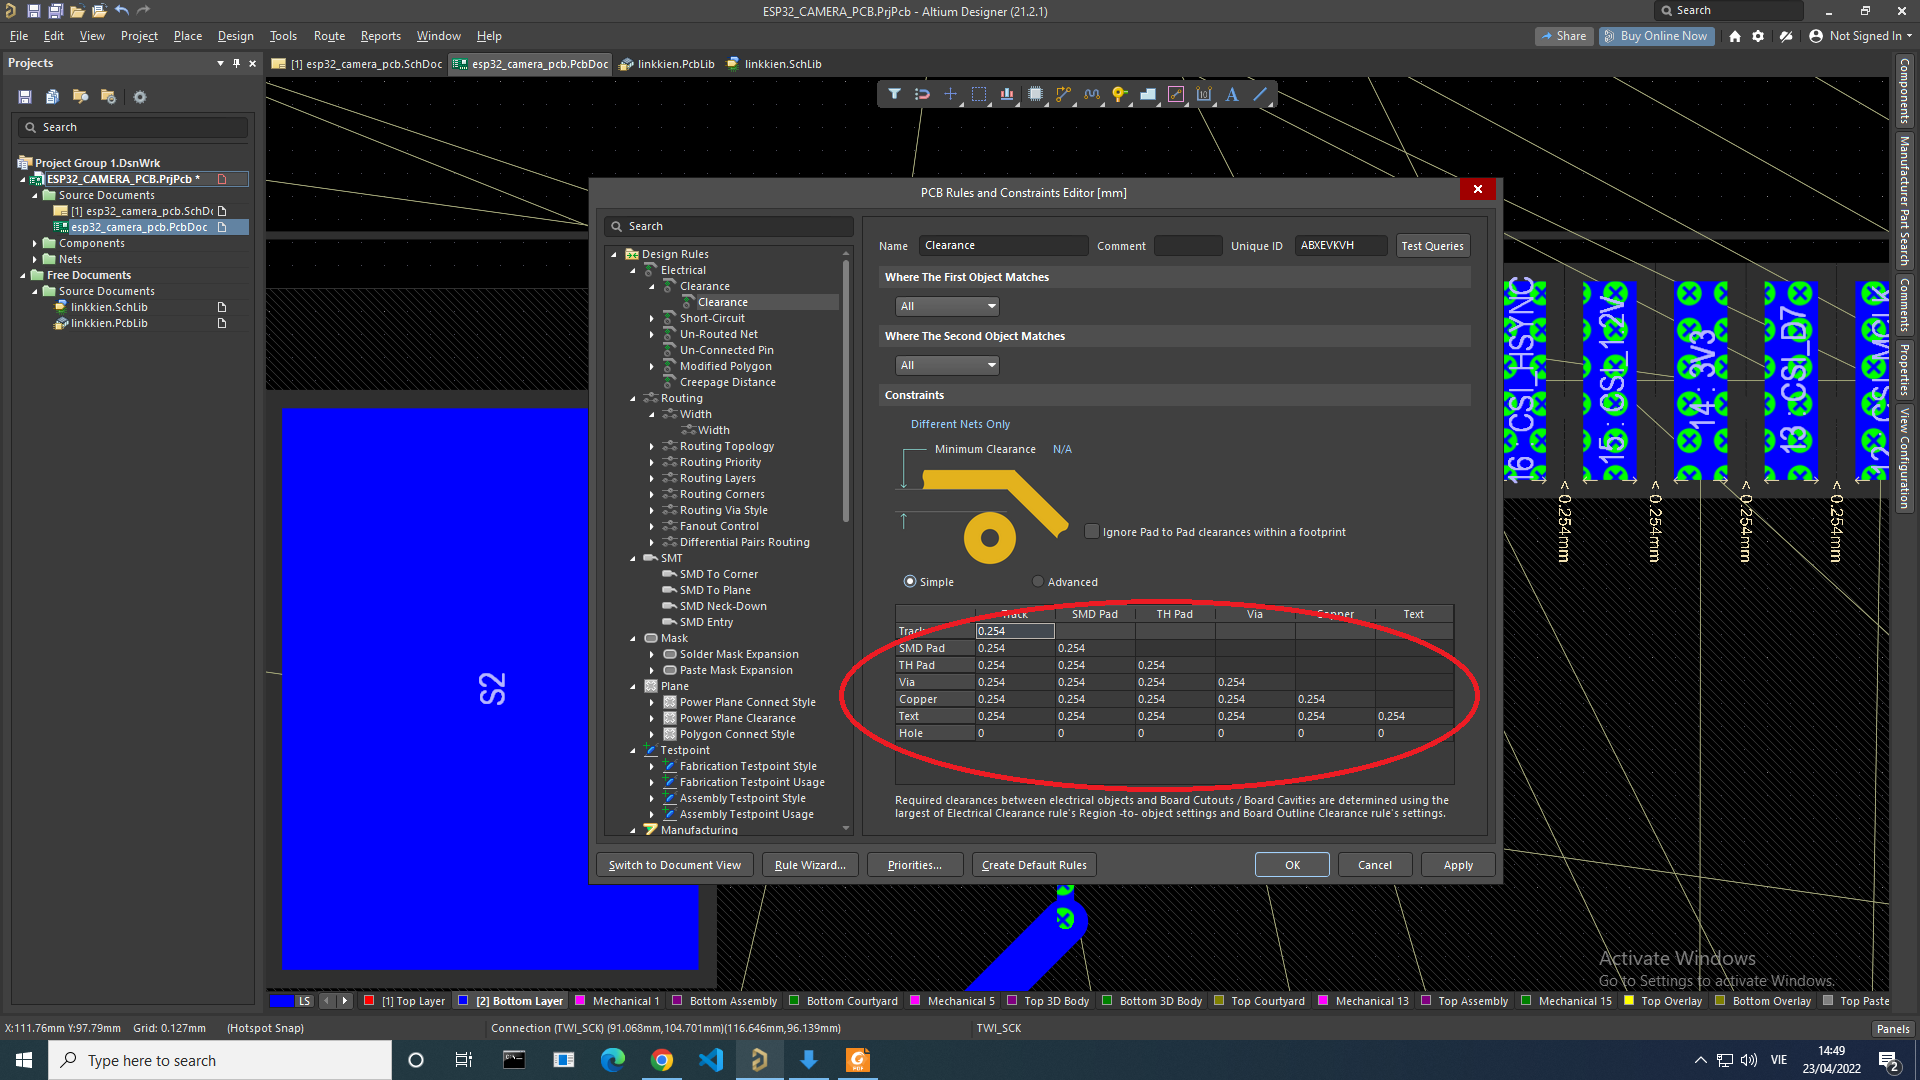 ESP32_CAMERA_PCB.PrjPcb - Altium Designer (21.2.1)
Search
File Edit View Project Place Design Tools Route Reports Window Help
Share Buy Online Now Not Signed In
Projects
[1] esp32_camera_pcb.SchDoc esp32_camera_pcb.PcbDoc linkkien.PcbLib linkkien.SchLib
Search
Project Group 1.DsnWrk
ESP32_CAMERA_PCB.PrjPcb *
Source Documents
[1] esp32_camera_pcb.SchDo
esp32_camera_pcb.PcbDoc
Components
Nets
Free Documents
Source Documents
linkkien.SchLib
linkkien.PcbLib
S2
PCB Rules and Constraints Editor [mm]
Search
Design Rules
Electrical
Clearance
Clearance
Short-Circuit
Un-Routed Net
Un-Connected Pin
Modified Polygon
Creepage Distance
Routing
Width
Width
Routing Topology
Routing Priority
Routing Layers
Routing Corners
Routing Via Style
Fanout Control
Differential Pairs Routing
SMT
SMD To Corner
SMD To Plane
SMD Neck-Down
SMD Entry
Mask
Solder Mask Expansion
Paste Mask Expansion
Plane
Power Plane Connect Style
Power Plane Clearance
Polygon Connect Style
Testpoint
Fabrication Testpoint Style
Fabrication Testpoint Usage
Assembly Testpoint Style
Assembly Testpoint Usage
Manufacturing
Name Clearance Comment Unique ID ABXEVKVH Test Queries
Where The First Object Matches
All
Where The Second Object Matches
All
Constraints
Different Nets Only
Minimum Clearance N/A
Ignore Pad to Pad clearances within a footprint
Simple Advanced
Track SMD Pad TH Pad Via Copper Text
Track 0.254
SMD Pad 0.254 0.254
TH Pad 0.254 0.254 0.254
Via 0.254 0.254 0.254 0.254
Copper 0.254 0.254 0.254 0.254 0.254
Text 0.254 0.254 0.254 0.254 0.254 0.254
Hole 0 0 0 0 0 0
Required clearances between electrical objects and Board Cutouts / Board Cavities are determined using the
largest of Electrical Clearance rule's Region -to- object settings and Board Outline Clearance rule's settings.
Switch to Document View Rule Wizard... Priorities... Create Default Rules OK Cancel Apply
16 : CSI_HSYNC
15 : CSI_12V
14 : 3V3
13 : CSI_D7
< 0.254mm
< 0.254mm
< 0.254mm
< 0.254mm
Components
Manufacturer Part Search
Comments
Properties
View Configuration
Activate Windows
Go to Settings to activate Windows.
LS [1] Top Layer [2] Bottom Layer Mechanical 1 Bottom Assembly Bottom Courtyard Mechanical 5 Top 3D Body Bottom 3D Body Top Courtyard Mechanical 13 Top Assembly Mechanical 15 Top Overlay Bottom Overlay Top Paste
X:111.76mm Y:97.79mm Grid: 0.127mm (Hotspot Snap) Connection (TWI_SCK) (91.068mm,104.701mm)(116.646mm,96.139mm) TWI_SCK Panels
Type here to search
VIE
14:49
23/04/2022
2